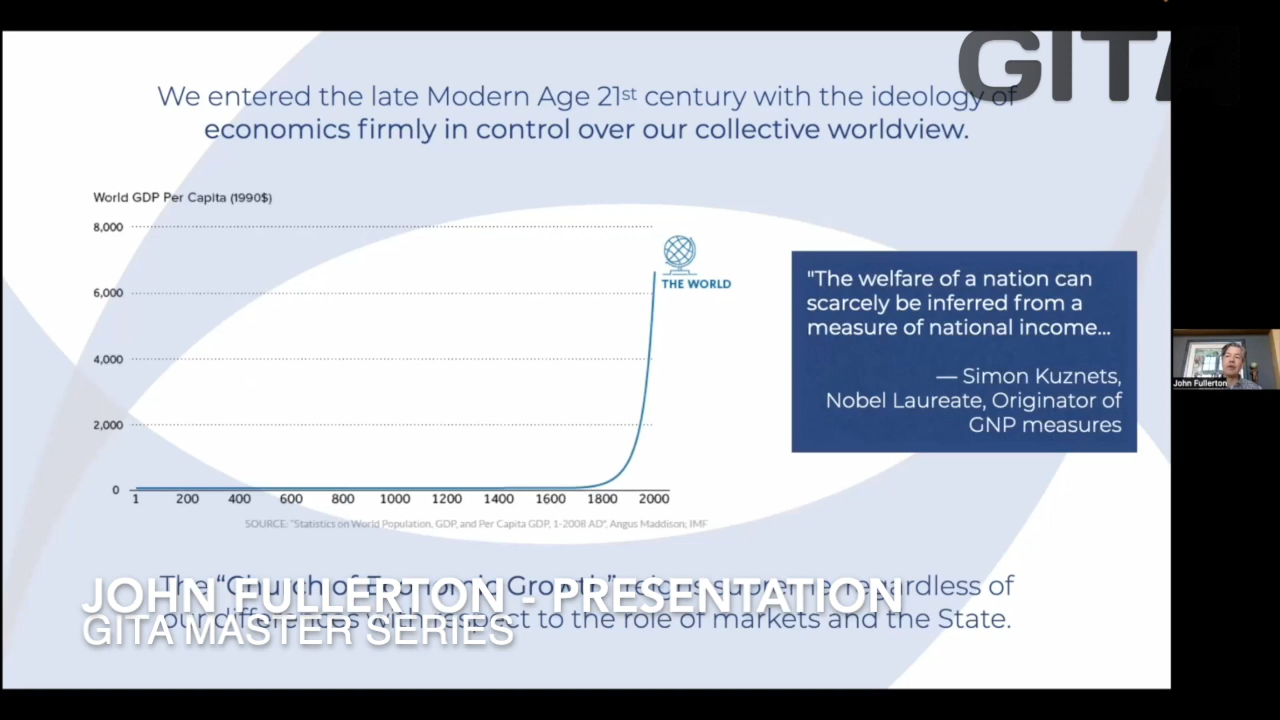 GITA
We entered the late Modern Age 21st century with the ideology of
economics firmly in control over our collective worldview.
World GDP Per Capita (1990$)
8,000
6,000
4,000
2,000
0
THE WORLD
1 200 400 600 800 1000 1200 1400 1600 1800 2000
SOURCE: "Statistics on World Population, GDP, and Per Capita GDP, 1-2008 AD", Angus Maddison; IMF
"The welfare of a nation can
scarcely be inferred from a
measure of national income...
— Simon Kuznets,
Nobel Laureate, Originator of
GNP measures
John Fullerton
The “Church of Economic Growth” reigns supreme regardless of
our differences with respect to the role of markets and the State.
JOHN FULLERTON - PRESENTATION
GITA MASTER SERIES